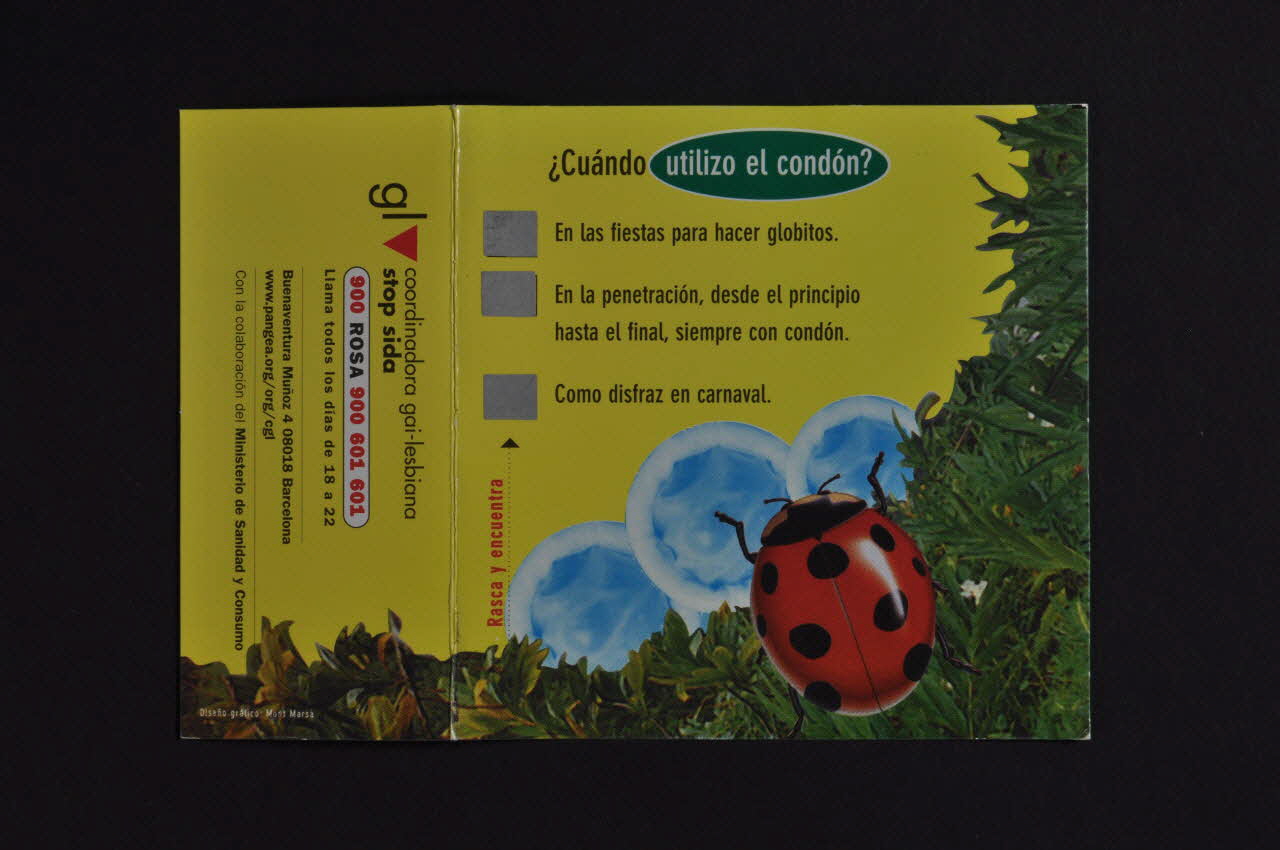 ¿Cuándo utilizo el condón?
En las fiestas para hacer globitos.
En la penetración, desde el principio
hasta el final, siempre con condón.
Como disfraz en carnaval.
Rasca y encuentra
gl
coordinadora gai-lesbiana
stop sida
900 ROSA 900 601 601
Llama todos los días de 18 a 22
Buenaventura Muñoz 4 08018 Barcelona
www.pangea.org/org/cgl
Con la colaboración del Ministerio de Sanidad y Consumo
Diseño gráfico: Mont Marsà